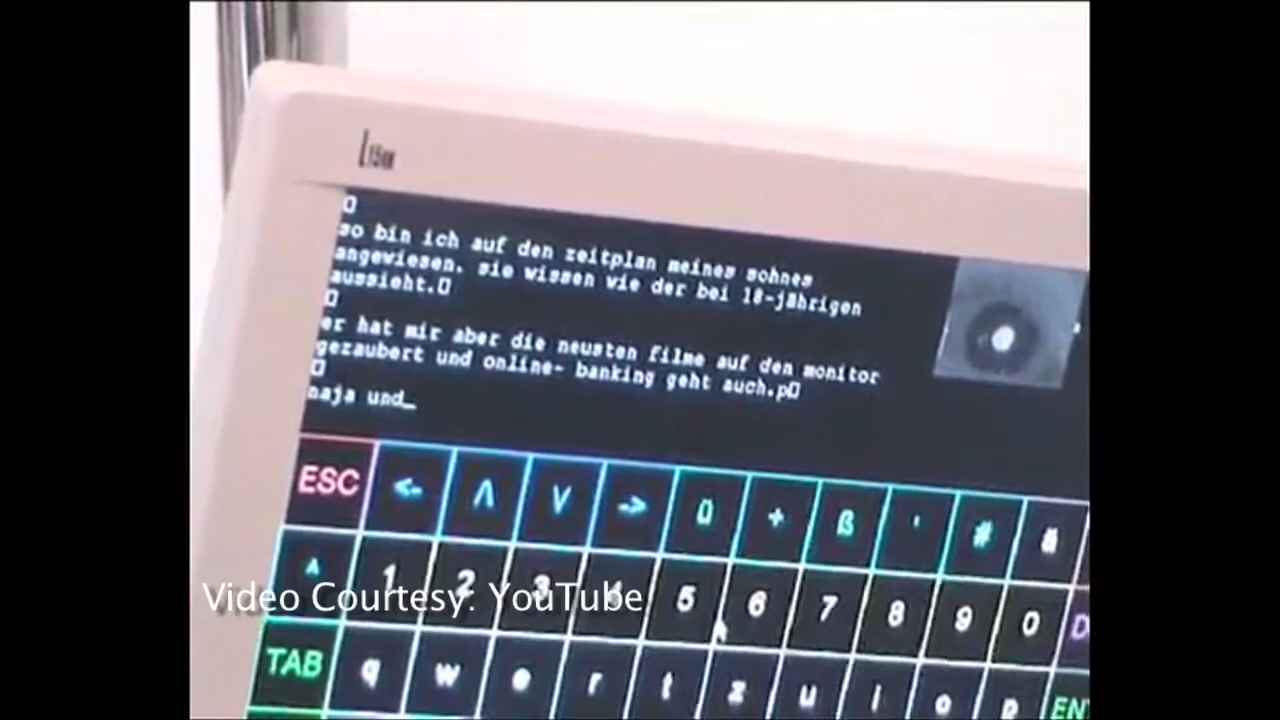 so bin ich auf den zeitplan meines sohnes
angewiesen. sie wissen wie der bei 18-jährigen
aussieht.
er hat mir aber die neusten filme auf den monitor
gezaubert und online- banking geht auch.p
naja und_
ESC <- Λ V -> ü + ß ' # ä
^ 1 2 3 4 5 6 7 8 9 0 D
Video Courtesy: YouTube
TAB q w e r t z u i o p ENT